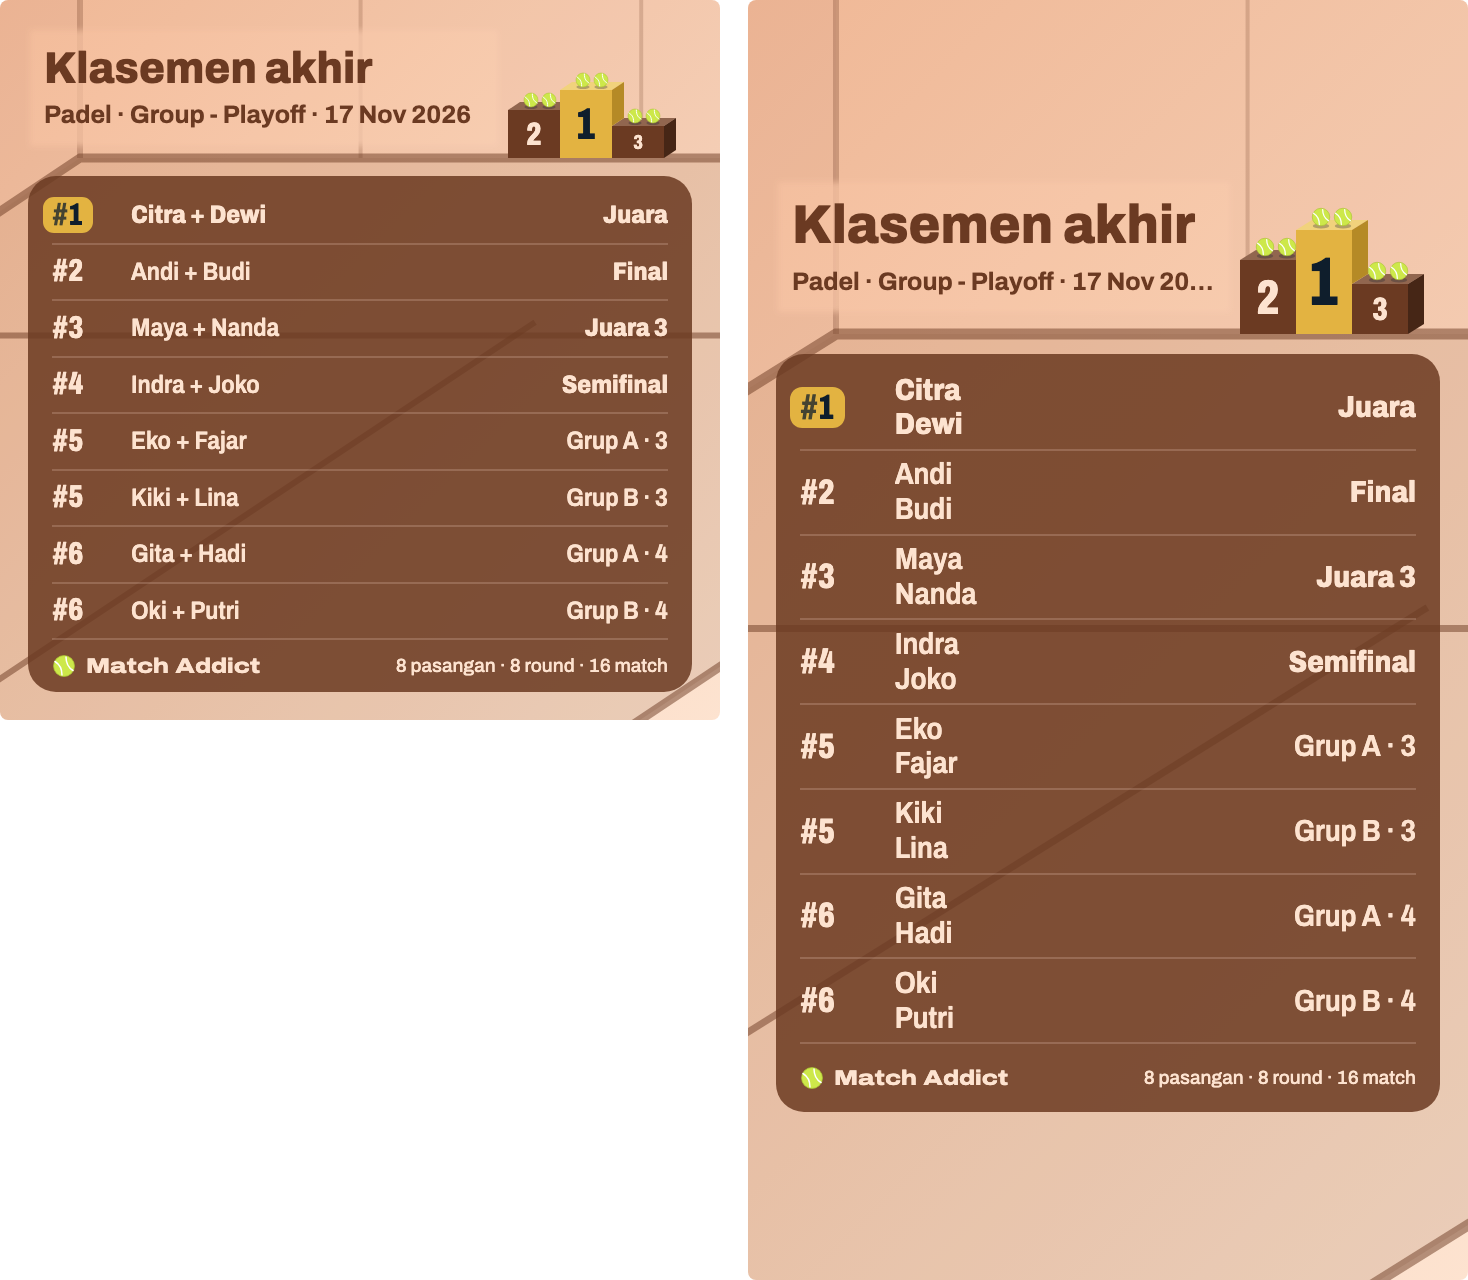 Klasemen akhir
Padel · Group - Playoff · 17 Nov 2026
2 1 3
#1 Citra + Dewi Juara
#2 Andi + Budi Final
#3 Maya + Nanda Juara 3
#4 Indra + Joko Semifinal
#5 Eko + Fajar Grup A · 3
#5 Kiki + Lina Grup B · 3
#6 Gita + Hadi Grup A · 4
#6 Oki + Putri Grup B · 4
Match Addict 8 pasangan · 8 round · 16 match
Klasemen akhir
Padel · Group - Playoff · 17 Nov 20...
2 1 3
#1 Citra Dewi Juara
#2 Andi Budi Final
#3 Maya Nanda Juara 3
#4 Indra Joko Semifinal
#5 Eko Fajar Grup A · 3
#5 Kiki Lina Grup B · 3
#6 Gita Hadi Grup A · 4
#6 Oki Putri Grup B · 4
Match Addict 8 pasangan · 8 round · 16 match